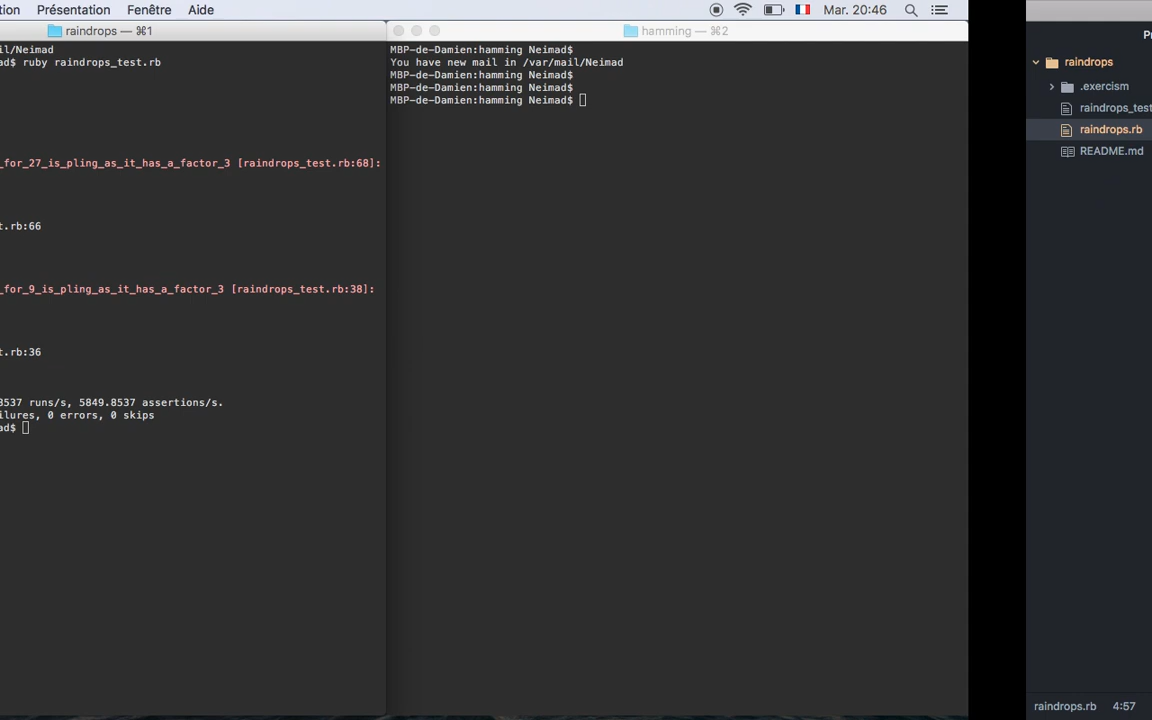 tion Présentation Fenêtre Aide Mar. 20:46
raindrops — ⌘1
il/Neimad
ad$ ruby raindrops_test.rb
_for_27_is_pling_as_it_has_a_factor_3 [raindrops_test.rb:68]:
t.rb:66
_for_9_is_pling_as_it_has_a_factor_3 [raindrops_test.rb:38]:
t.rb:36
8537 runs/s, 5849.8537 assertions/s.
ilures, 0 errors, 0 skips
ad$
hamming — ⌘2
MBP-de-Damien:hamming Neimad$
You have new mail in /var/mail/Neimad
MBP-de-Damien:hamming Neimad$
MBP-de-Damien:hamming Neimad$
MBP-de-Damien:hamming Neimad$
P
raindrops
.exercism
raindrops_test
raindrops.rb
README.md
raindrops.rb 4:57